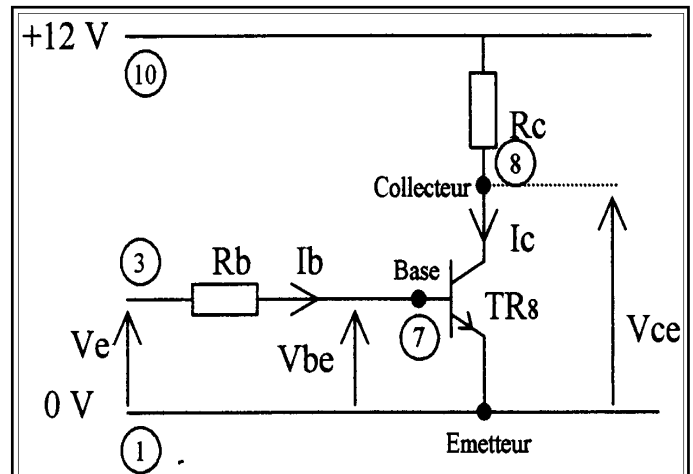 +12 V
10
Rc
8
Collecteur
Ic
3
Rb
Ib
Base
TR8
7
Ve
Vbe
Vce
0 V
1
Emetteur